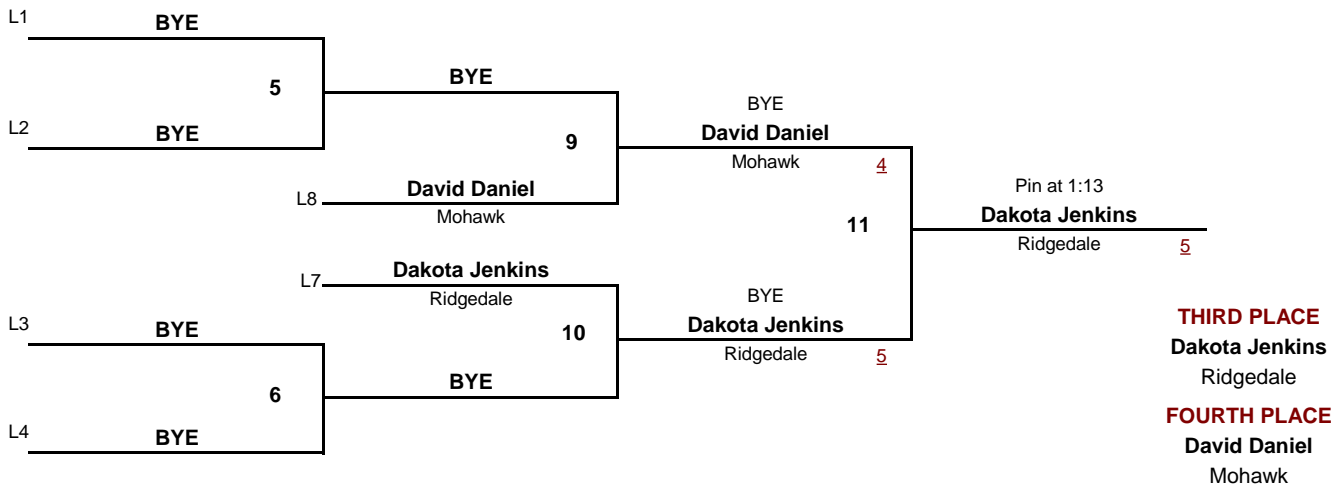 L1
BYE
5
BYE
L2
BYE
9
BYE
David Daniel
Mohawk
4
L8
David Daniel
Mohawk
11
Pin at 1:13
Dakota Jenkins
Ridgedale
5
L7
Dakota Jenkins
Ridgedale
10
BYE
Dakota Jenkins
Ridgedale
5
L3
BYE
6
BYE
L4
BYE
THIRD PLACE
Dakota Jenkins
Ridgedale
FOURTH PLACE
David Daniel
Mohawk